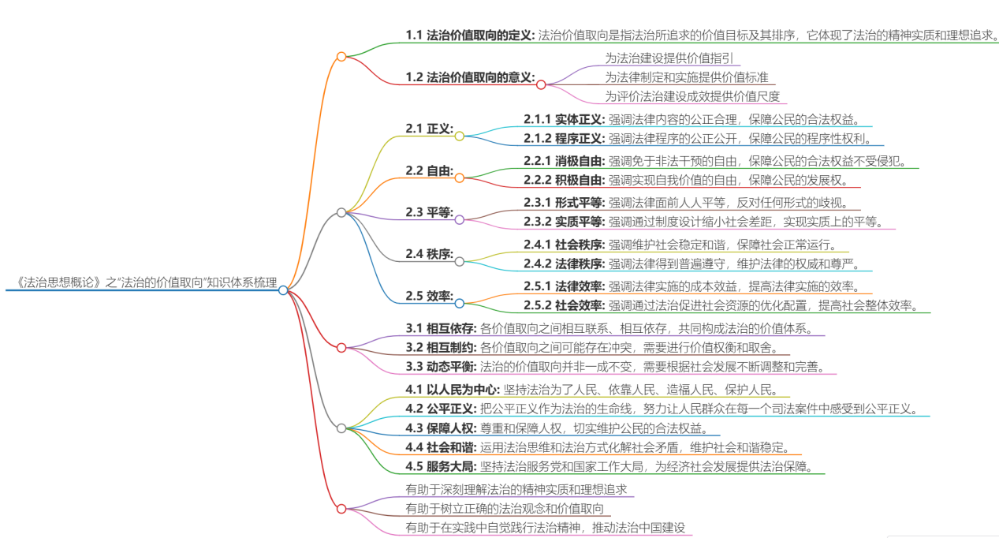 《法治思想概论》之“法治的价值取向”知识体系梳理
1.1 法治价值取向的定义: 法治价值取向是指法治所追求的价值目标及其排序，它体现了法治的精神实质和理想追求。
1.2 法治价值取向的意义:
为法治建设提供价值指引
为法律制定和实施提供价值标准
为评价法治建设成效提供价值尺度
2.1 正义:
2.1.1 实体正义: 强调法律内容的公正合理，保障公民的合法权益。
2.1.2 程序正义: 强调法律程序的公正公开，保障公民的程序性权利。
2.2 自由:
2.2.1 消极自由: 强调免于非法干预的自由，保障公民的合法权益不受侵犯。
2.2.2 积极自由: 强调实现自我价值的自由，保障公民的发展权。
2.3 平等:
2.3.1 形式平等: 强调法律面前人人平等，反对任何形式的歧视。
2.3.2 实质平等: 强调通过制度设计缩小社会差距，实现实质上的平等。
2.4 秩序:
2.4.1 社会秩序: 强调维护社会稳定和谐，保障社会正常运行。
2.4.2 法律秩序: 强调法律得到普遍遵守，维护法律的权威和尊严。
2.5 效率:
2.5.1 法律效率: 强调法律实施的成本效益，提高法律实施的效率。
2.5.2 社会效率: 强调通过法治促进社会资源的优化配置，提高社会整体效率。
3.1 相互依存: 各价值取向之间相互联系、相互依存，共同构成法治的价值体系。
3.2 相互制约: 各价值取向之间可能存在冲突，需要进行价值权衡和取舍。
3.3 动态平衡: 法治的价值取向并非一成不变，需要根据社会发展不断调整和完善。
4.1 以人民为中心: 坚持法治为了人民、依靠人民、造福人民、保护人民。
4.2 公平正义: 把公平正义作为法治的生命线，努力让人民群众在每一个司法案件中感受到公平正义。
4.3 保障人权: 尊重和保障人权，切实维护公民的合法权益。
4.4 社会和谐: 运用法治思维和法治方式化解社会矛盾，维护社会和谐稳定。
4.5 服务大局: 坚持法治服务党和国家工作大局，为经济社会发展提供法治保障。
有助于深刻理解法治的精神实质和理想追求
有助于树立正确的法治观念和价值取向
有助于在实践中自觉践行法治精神，推动法治中国建设